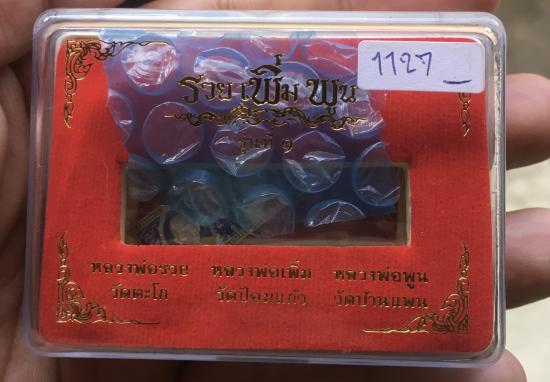 1127
รวย เพิ่ม พูน
รุ่นที่ ๑
หลวงพ่อรวย หลวงพ่อเพิ่ม หลวงพ่อพูน
วัดตะโก วัดป้อมแก้ว วัดบ้านแพน